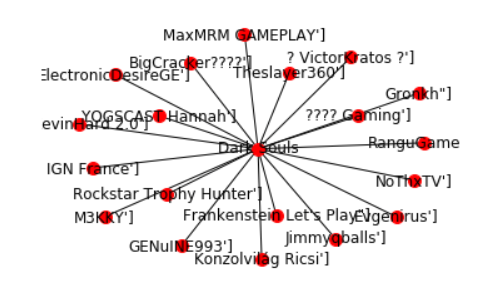 MaxMRM GAMEPLAY']
? VictorKratos ?']
BigCracker????']
Theslayer360']
ElectronicDesireGE']
Gronkh"]
YOGSCAST Hannah']
???? Gaming']
evinHard 2.0']
DarkSouls
RanguGame
IGN France']
NoThxTV']
Rockstar Trophy Hunter']
M3KKY']
Frankenstein Let's Play']
Evgenirus']
Jimmyqballs']
GENuINE993']
Konzolvilág Ricsi']